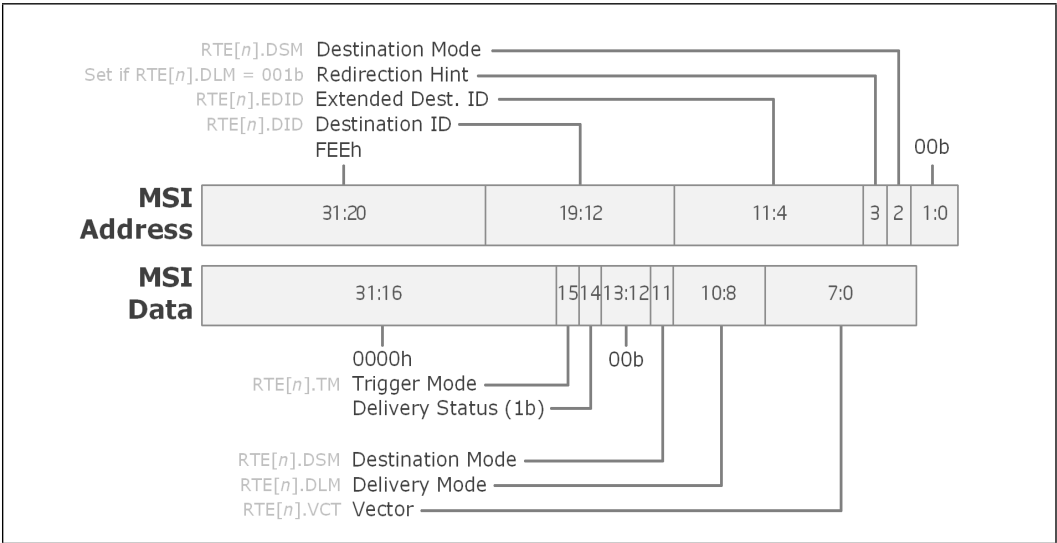 RTE[n].DSM Destination Mode
Set if RTE[n].DLM = 001b Redirection Hint
RTE[n].EDID Extended Dest. ID
RTE[n].DID Destination ID
FEEh
00b
MSI
Address
31:20 19:12 11:4 3 2 1:0
MSI
Data
31:16 15 14 13:12 11 10:8 7:0
0000h 00b
RTE[n].TM Trigger Mode
Delivery Status (1b)
RTE[n].DSM Destination Mode
RTE[n].DLM Delivery Mode
RTE[n].VCT Vector